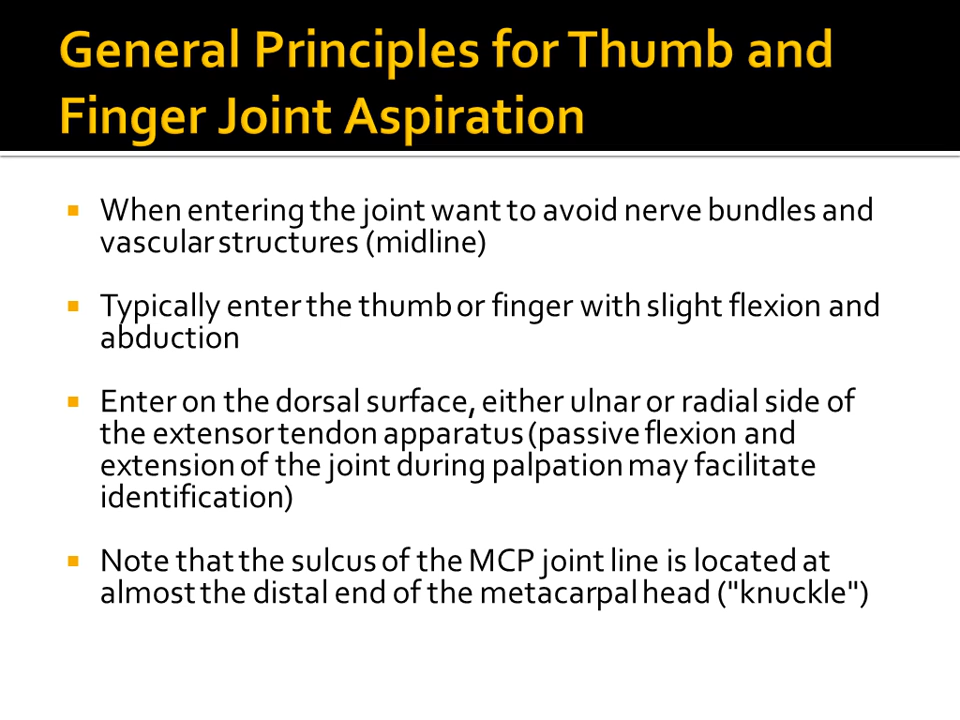 General Principles for Thumb and
Finger Joint Aspiration
When entering the joint want to avoid nerve bundles and
vascular structures (midline)
Typically enter the thumb or finger with slight flexion and
abduction
Enter on the dorsal surface, either ulnar or radial side of
the extensor tendon apparatus (passive flexion and
extension of the joint during palpation may facilitate
identification)
Note that the sulcus of the MCP joint line is located at
almost the distal end of the metacarpal head ("knuckle")